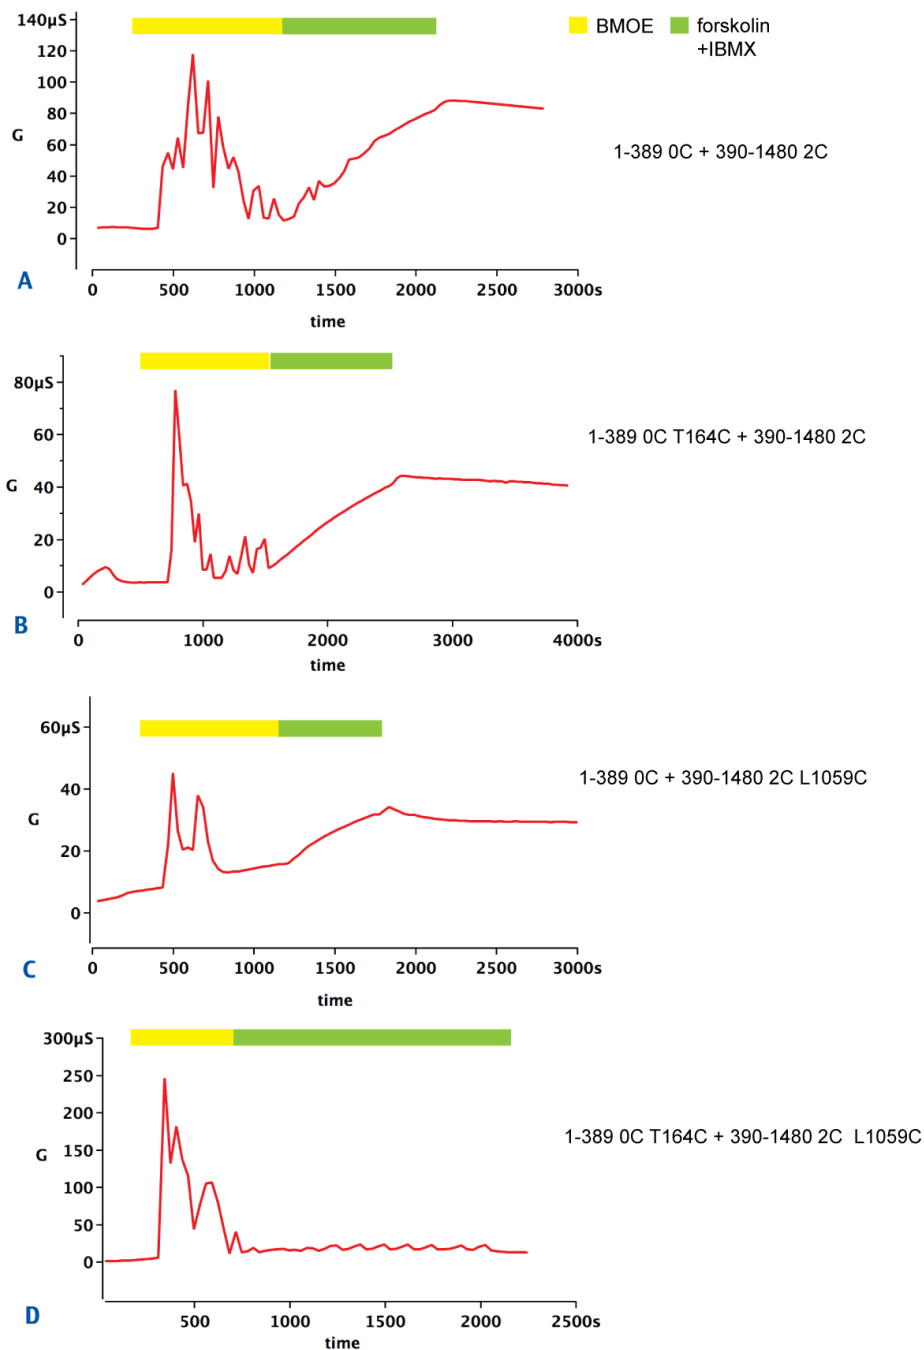 140µS
BMOE
forskolin
+IBMX
120
100
80
G
60
40
20
0
1-389 0C + 390-1480 2C
A
0 500 1000 1500 2000 2500 3000s
time
80µS
60
40
G
20
0
1-389 0C T164C + 390-1480 2C
B
0 1000 2000 3000 4000s
time
60µS
40
G
20
0
1-389 0C + 390-1480 2C L1059C
C
0 500 1000 1500 2000 2500 3000s
time
300µS
250
200
150
G
100
50
0
1-389 0C T164C + 390-1480 2C L1059C
D
500 1000 1500 2000 2500s
time